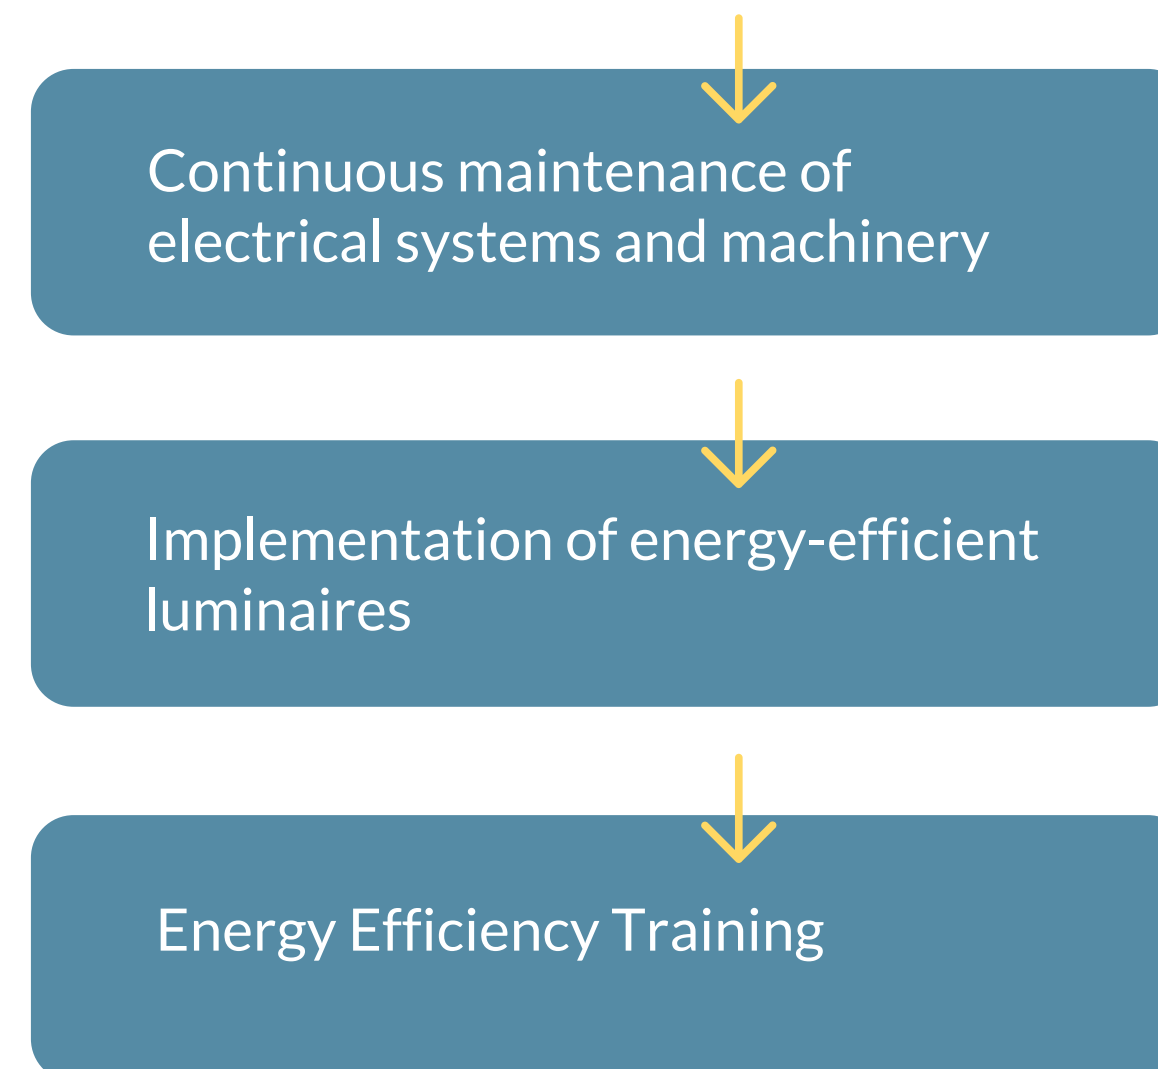 Continuous maintenance of
electrical systems and machinery
Implementation of energy-efficient
luminaires
Energy Efficiency Training